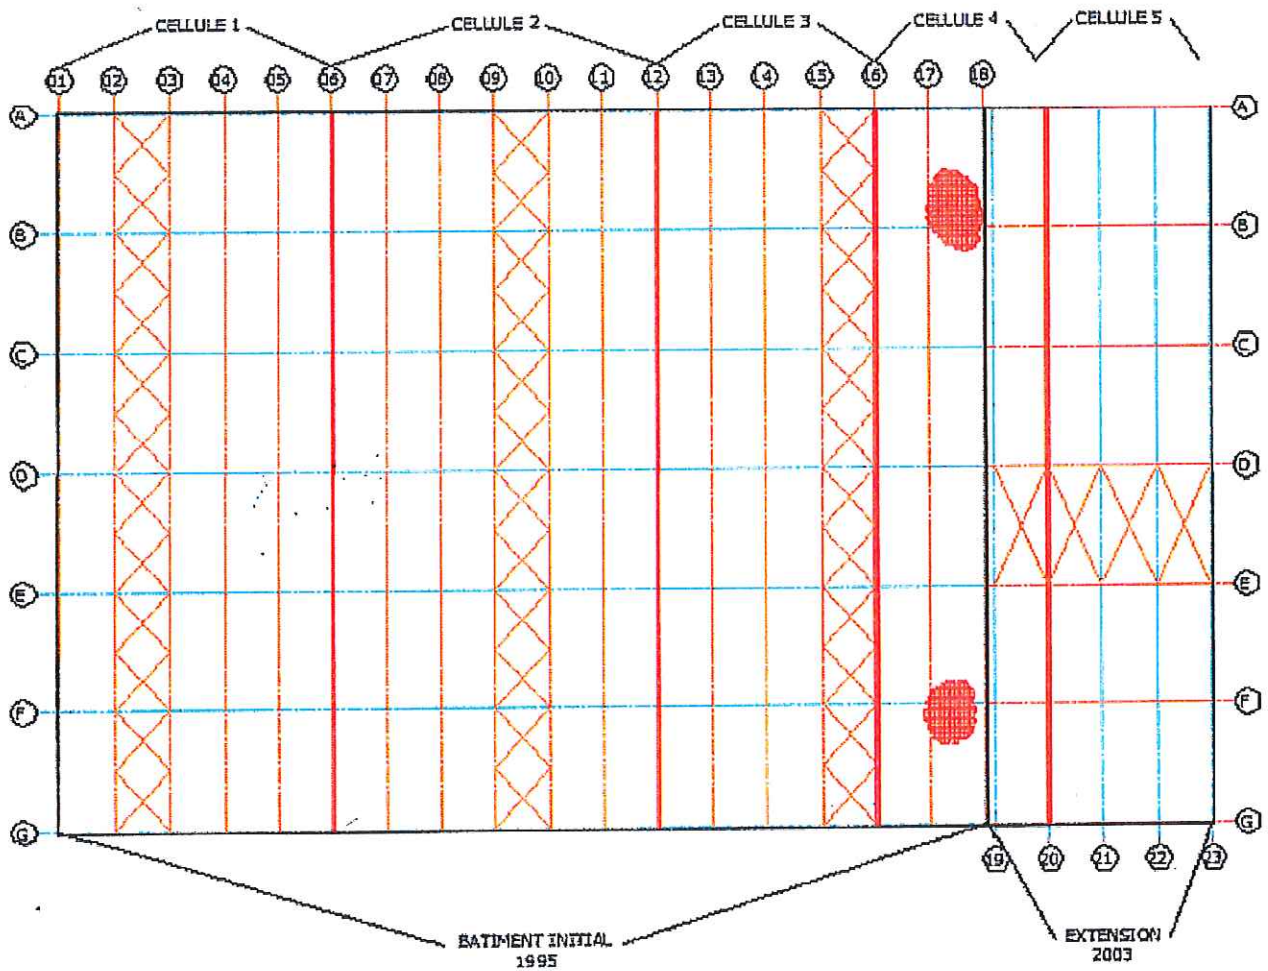 CELLULE 1 CELLULE 2 CELLULE 3 CELLULE 4 CELLULE 5
01 02 03 04 05 06 07 08 09 10 11 12 13 14 15 16 17 18
A A
B B
C C
D D
E E
F F
G G
19 20 21 22 23
BATIMENT INITIAL
1995
EXTENSION
2003